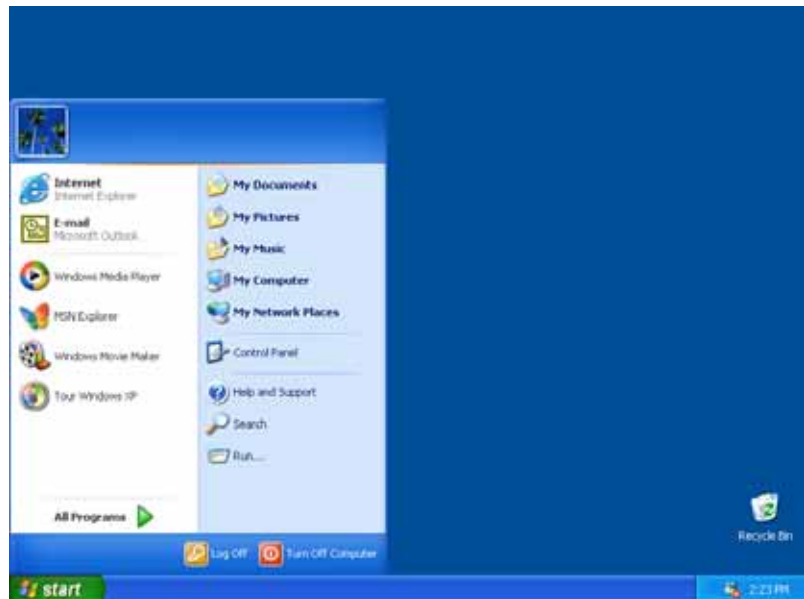 Internet
Internet Explorer
E-mail
Microsoft Outlook
Windows Media Player
MSN Explorer
Windows Movie Maker
Tour Windows XP
All Programs
My Documents
My Pictures
My Music
My Computer
My Network Places
Control Panel
Help and Support
Search
Run...
Log Off
Turn Off Computer
Recycle Bin
start
2:23 PM